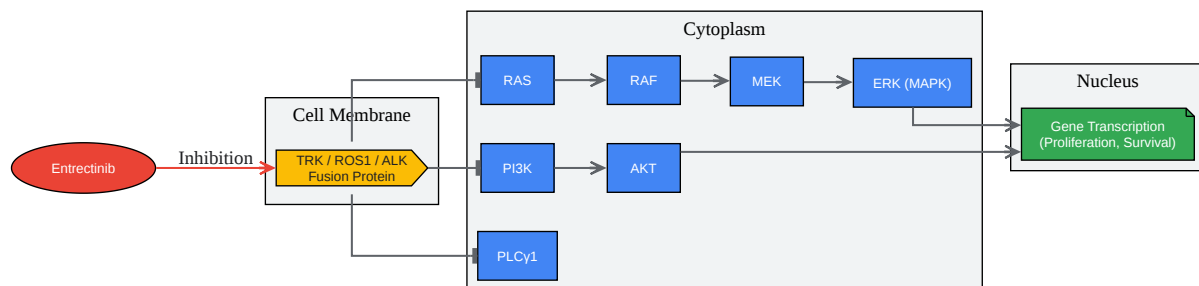 Cytoplasm
RAS
RAF
MEK
ERK (MAPK)
Nucleus
Cell Membrane
Gene Transcription
(Proliferation, Survival)
Inhibition
Entrectinib
TRK / ROS1 / ALK
Fusion Protein
PI3K
AKT
PLCγ1